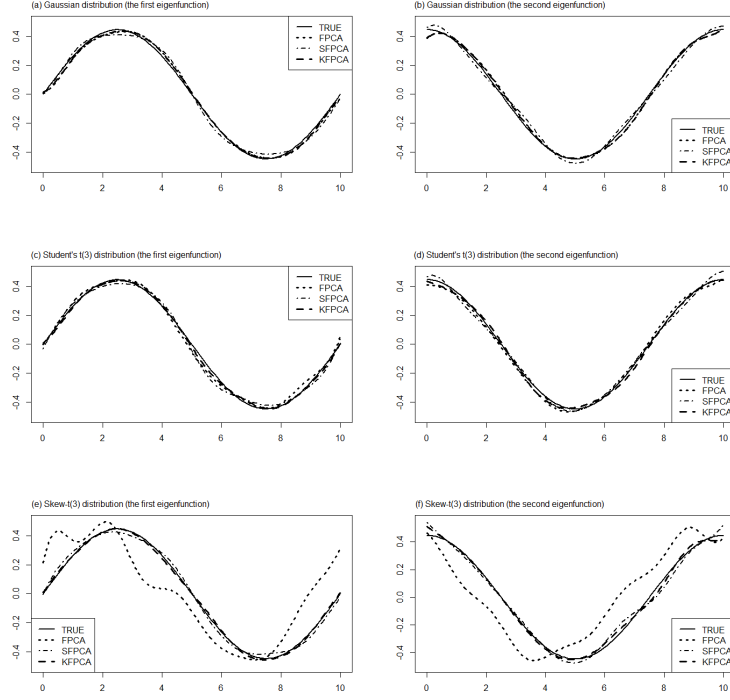 (a) Gaussian distribution (the first eigenfunction)
0.4
0.2
0.0
-0.2
-0.4
TRUE
FPCA
SFPCA
KFPCA
0 2 4 6 8 10
(b) Gaussian distribution (the second eigenfunction)
0.4
0.2
0.0
-0.2
-0.4
TRUE
FPCA
SFPCA
KFPCA
0 2 4 6 8 10
(c) Student's t(3) distribution (the first eigenfunction)
0.4
0.2
0.0
-0.2
-0.4
TRUE
FPCA
SFPCA
KFPCA
0 2 4 6 8 10
(d) Student's t(3) distribution (the second eigenfunction)
0.4
0.2
0.0
-0.2
-0.4
TRUE
FPCA
SFPCA
KFPCA
0 2 4 6 8 10
(e) Skew-t(3) distribution (the first eigenfunction)
0.4
0.2
0.0
-0.2
-0.4
TRUE
FPCA
SFPCA
KFPCA
0 2 4 6 8 10
(f) Skew-t(3) distribution (the second eigenfunction)
0.4
0.2
0.0
-0.2
-0.4
TRUE
FPCA
SFPCA
KFPCA
0 2 4 6 8 10